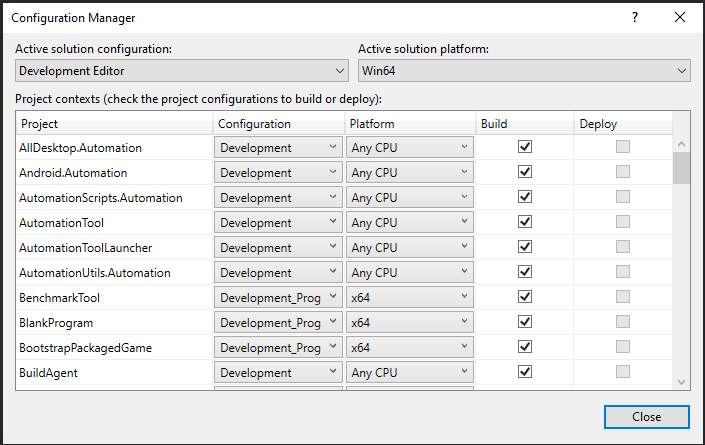 Configuration Manager ?
Active solution configuration: Active solution platform:
Development Editor Win64
Project contexts (check the project configurations to build or deploy):
Project Configuration Platform Build Deploy
AllDesktop.Automation Development Any CPU
Android.Automation Development Any CPU
AutomationScripts.Automation Development Any CPU
AutomationTool Development Any CPU
AutomationToolLauncher Development Any CPU
AutomationUtils.Automation Development Any CPU
BenchmarkTool Development_Prog x64
BlankProgram Development_Prog x64
BootstrapPackagedGame Development_Prog x64
BuildAgent Development Any CPU
Close